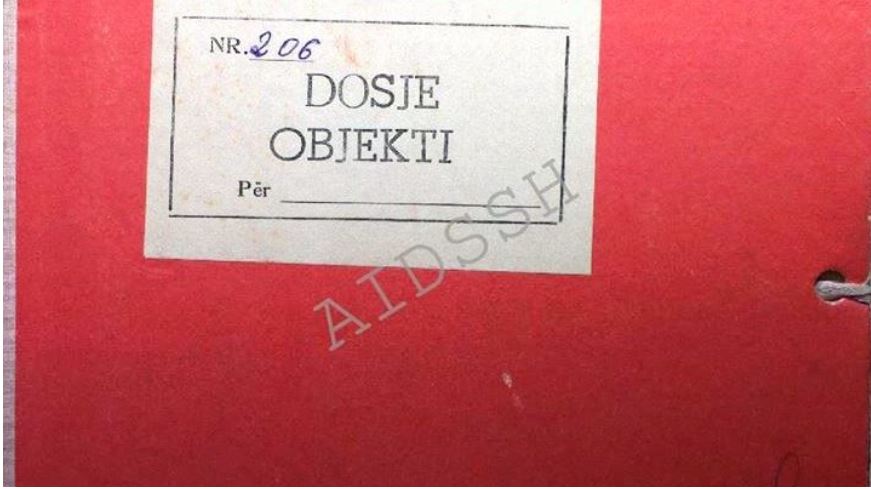 NR. 206
DOSJE
OBJEKTI
Për
AIDSSH